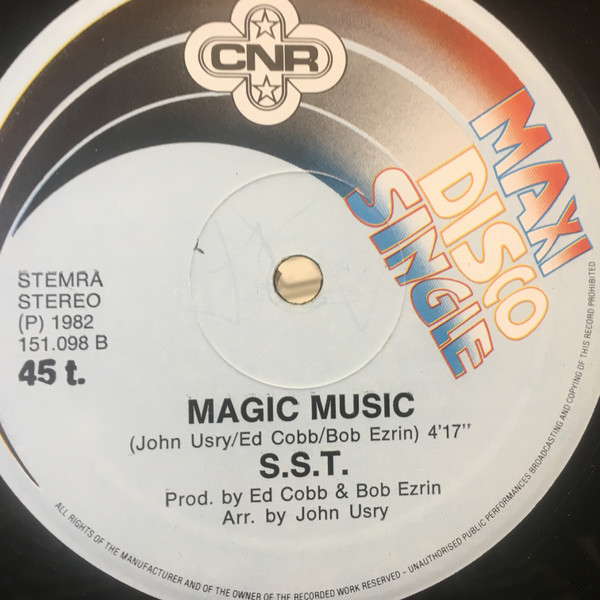 CNR
MAXI
DISCO
SINGLE
STEMRA
STEREO
(P) 1982
151.098 B
45 t.
MAGIC MUSIC
(John Usry/Ed Cobb/Bob Ezrin) 4'17"
S.S.T.
Prod. by Ed Cobb & Bob Ezrin
Arr. by John Usry
ALL RIGHTS OF THE MANUFACTURER AND OF THE OWNER OF THE RECORDED WORK RESERVED - UNAUTHORISED PUBLIC PERFORMANCES BROADCASTING AND COPYING OF THIS RECORD PROHIBITED